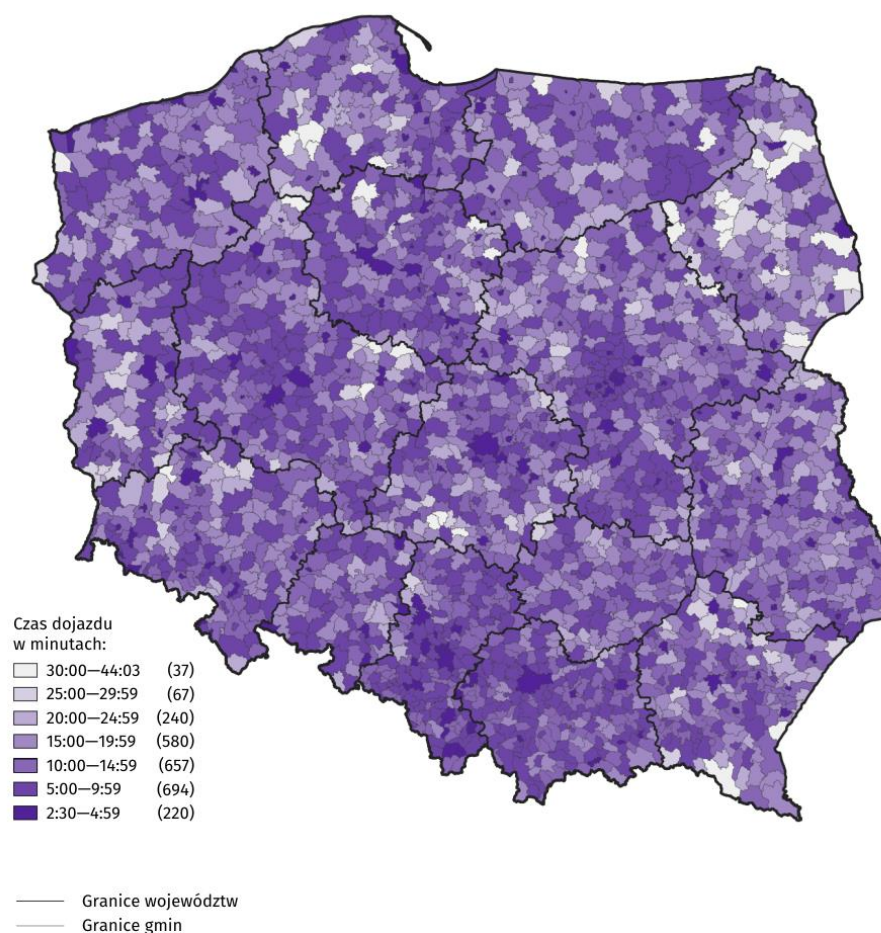 Czas dojazdu
w minutach:
30:00—44:03 (37)
25:00—29:59 (67)
20:00—24:59 (240)
15:00—19:59 (580)
10:00—14:59 (657)
5:00—9:59 (694)
2:30—4:59 (220)
Granice województw
Granice gmin